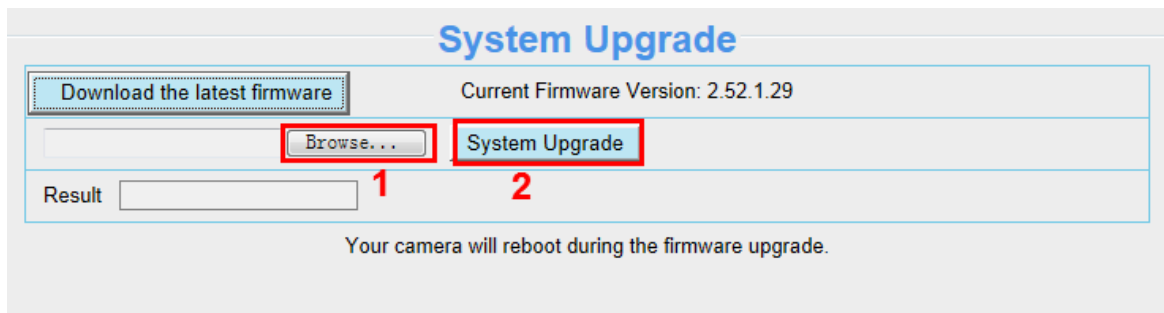 System Upgrade
Download the latest firmware Current Firmware Version: 2.52.1.29
Browse... System Upgrade
1 2
Result
Your camera will reboot during the firmware upgrade.